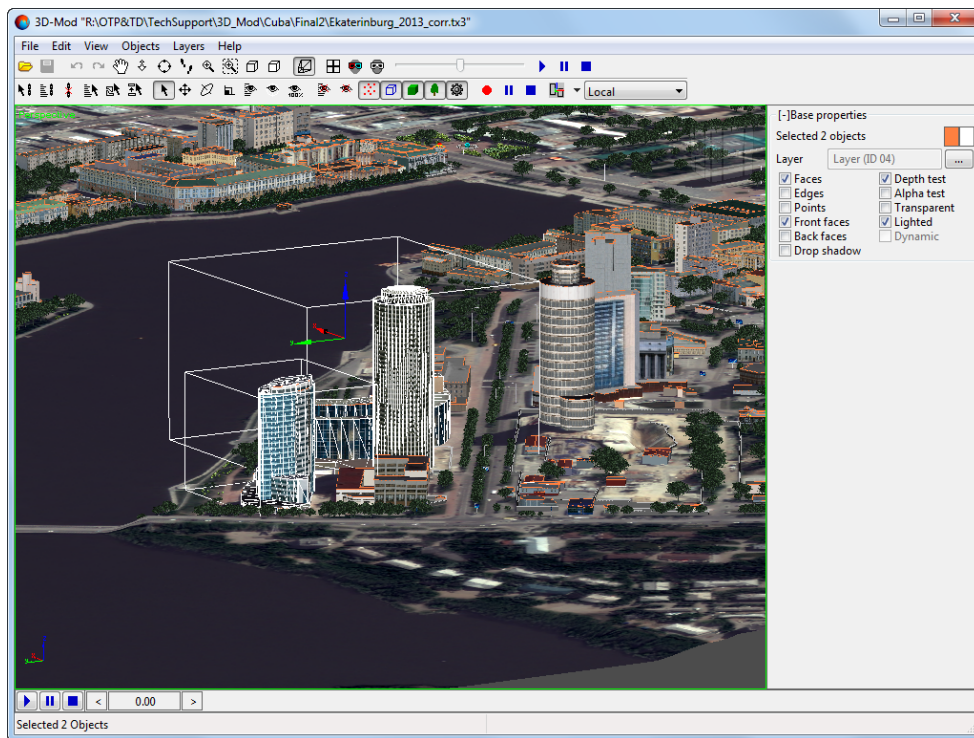 3D-Mod "R:\OTP&TD\TechSupport\3D_Mod\Cuba\Final2\Ekaterinburg_2013_corr.tx3"
File Edit View Objects Layers Help
100%
Local
[-]Base properties
Selected 2 objects
Layer Layer (ID 04) ...
Faces Depth test
Edges Alpha test
Points Transparent
Front faces Lighted
Back faces Dynamic
Drop shadow
< 0.00 >
Selected 2 Objects